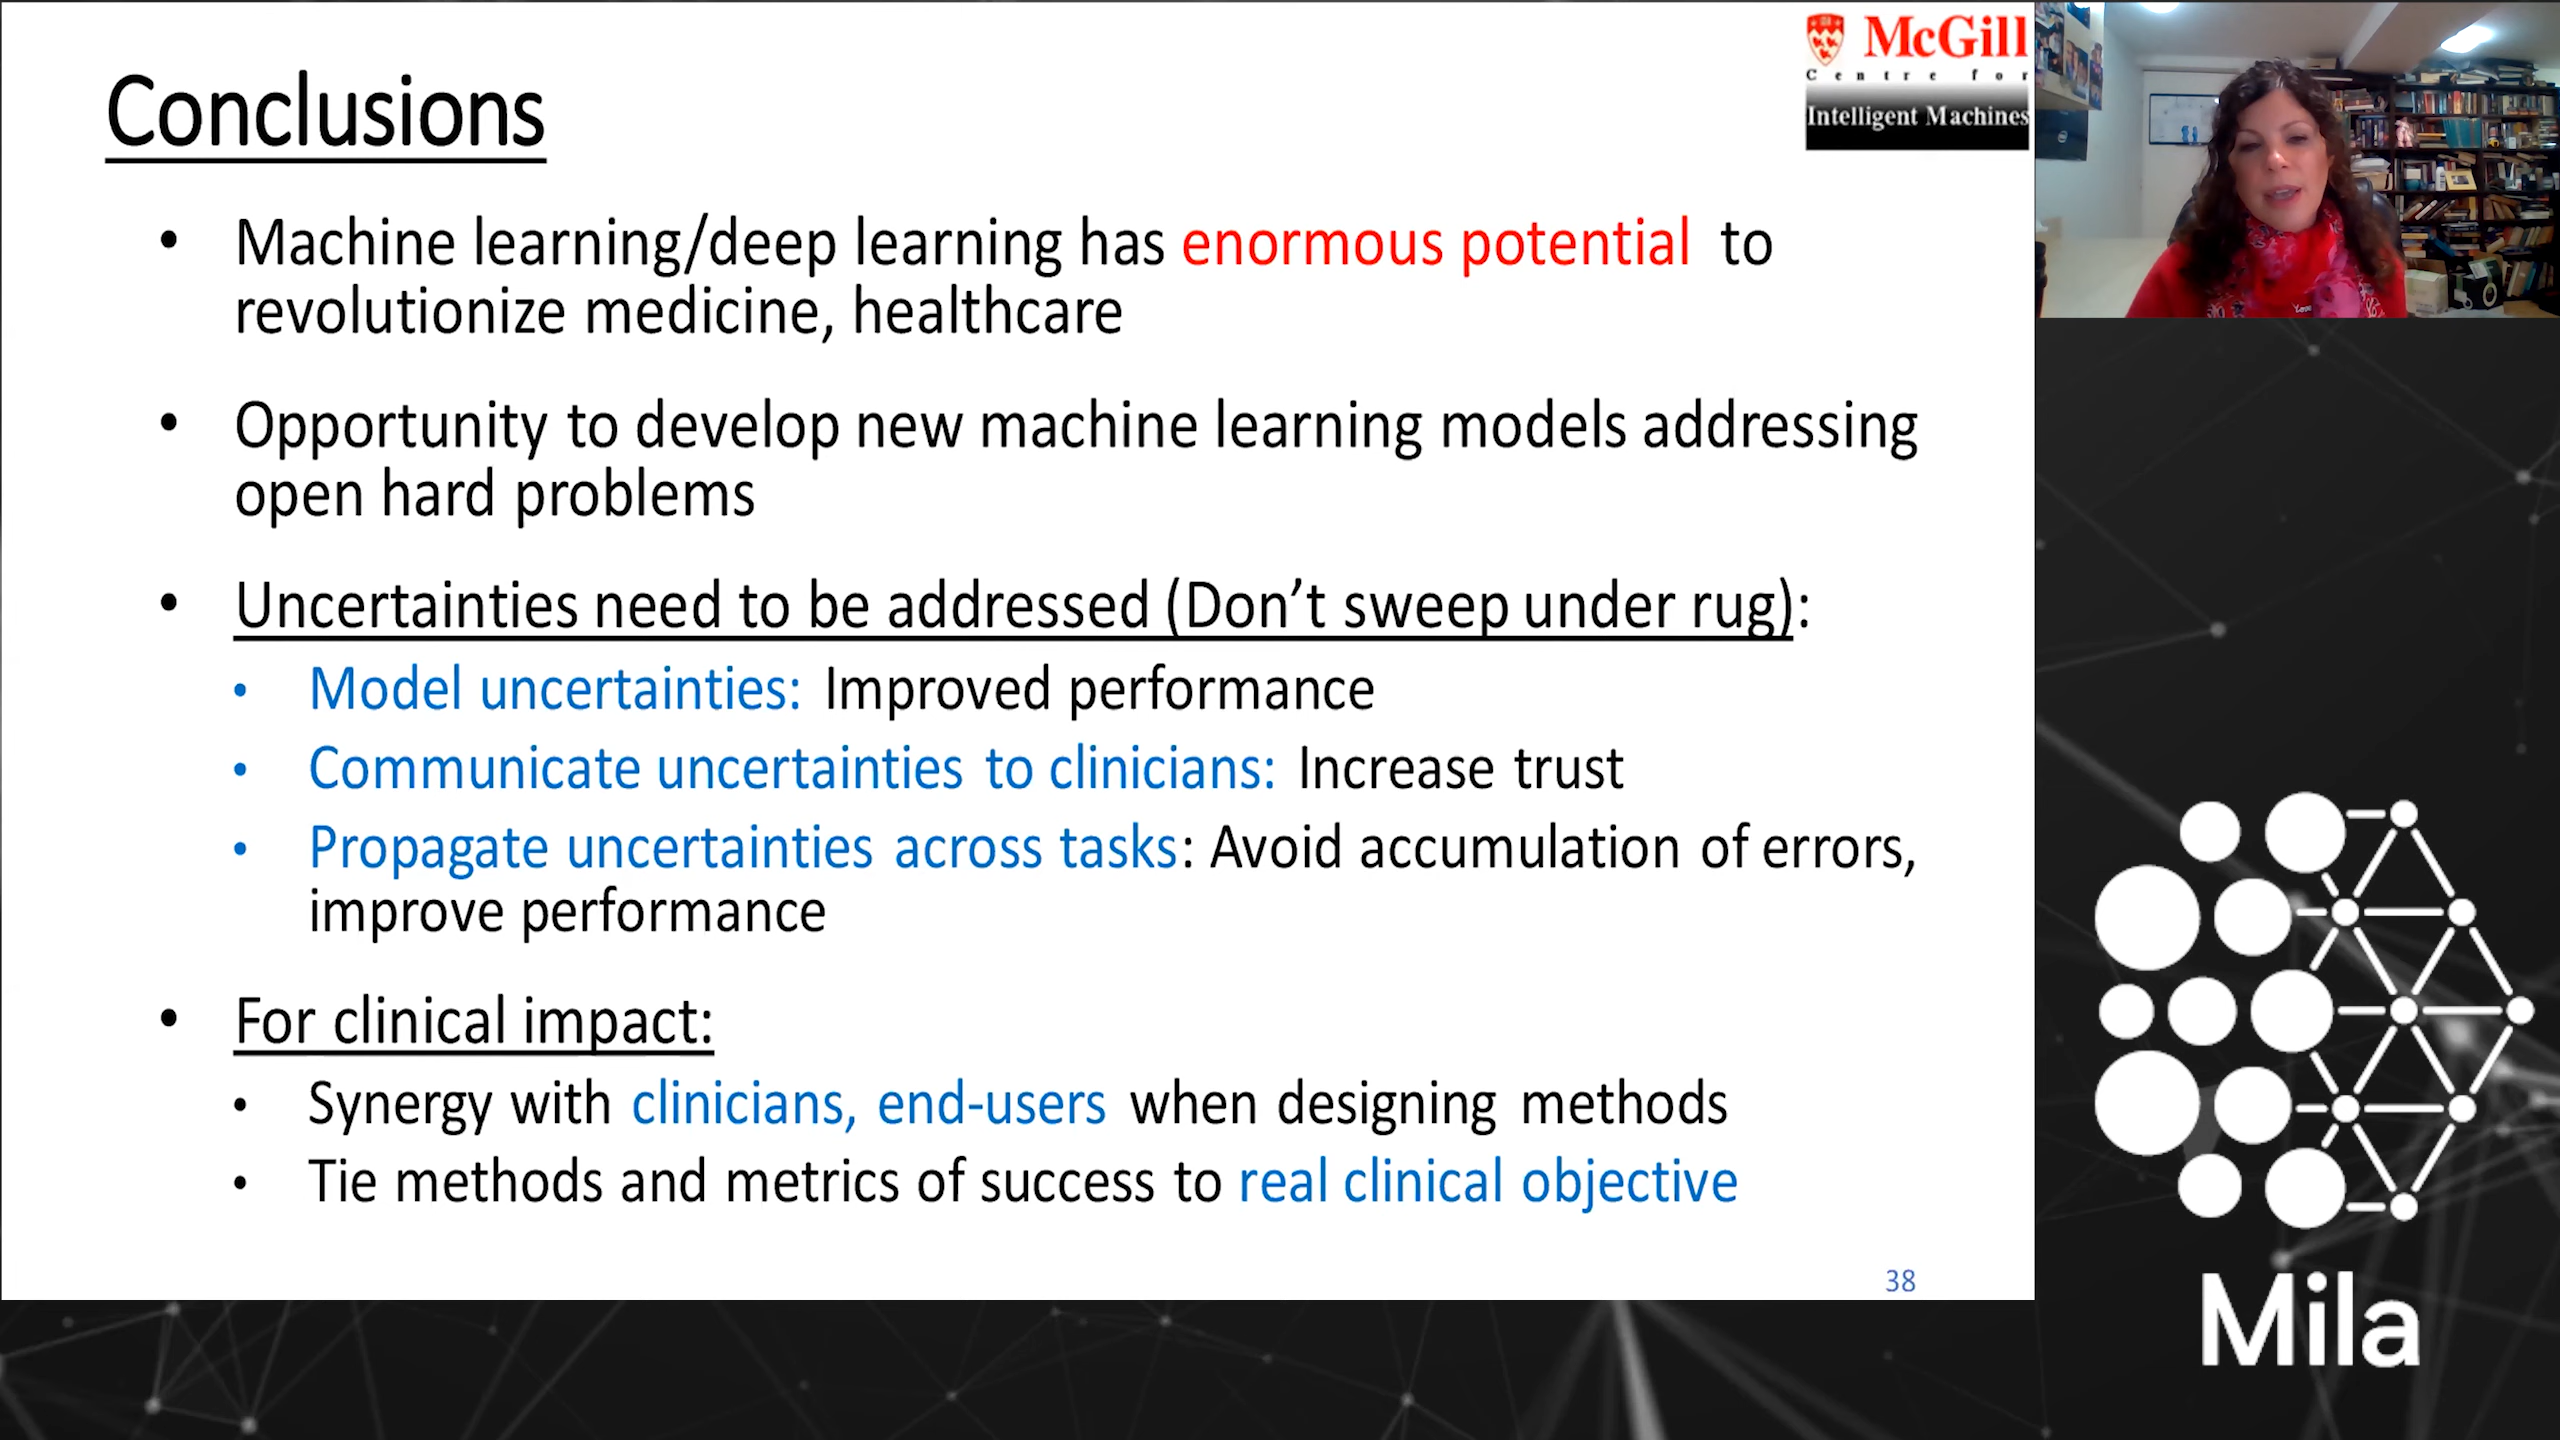 McGill
Centre for
Intelligent Machines
Conclusions
• Machine learning/deep learning has enormous potential to
revolutionize medicine, healthcare
• Opportunity to develop new machine learning models addressing
open hard problems
• Uncertainties need to be addressed (Don’t sweep under rug):
• Model uncertainties: Improved performance
• Communicate uncertainties to clinicians: Increase trust
• Propagate uncertainties across tasks: Avoid accumulation of errors,
improve performance
• For clinical impact:
• Synergy with clinicians, end-users when designing methods
• Tie methods and metrics of success to real clinical objective
38
Mila